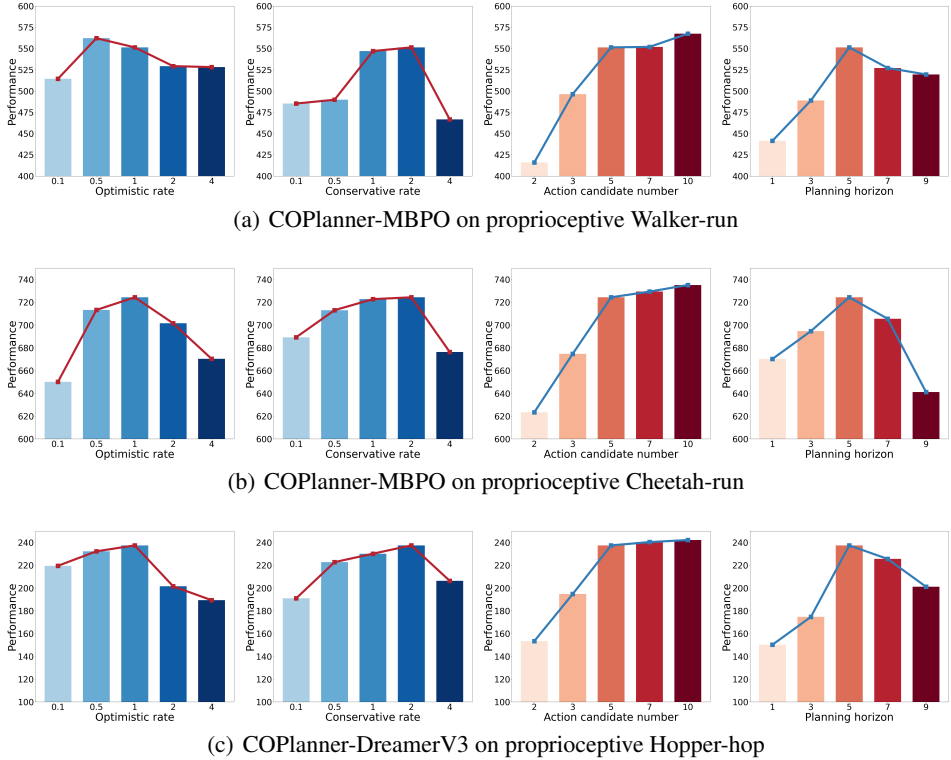 600
575
550
525
500
475
450
425
400
Performance
0.1 0.5 1 2 4
Optimistic rate
600
575
550
525
500
475
450
425
400
Performance
0.1 0.5 1 2 4
Conservative rate
600
575
550
525
500
475
450
425
400
Performance
2 3 5 7 10
Action candidate number
600
575
550
525
500
475
450
425
400
Performance
1 3 5 7 9
Planning horizon
(a) COPlanner-MBPO on proprioceptive Walker-run
740
720
700
680
660
640
620
600
Performance
0.1 0.5 1 2 4
Optimistic rate
740
720
700
680
660
640
620
600
Performance
0.1 0.5 1 2 4
Conservative rate
740
720
700
680
660
640
620
600
Performance
2 3 5 7 10
Action candidate number
740
720
700
680
660
640
620
600
Performance
1 3 5 7 9
Planning horizon
(b) COPlanner-MBPO on proprioceptive Cheetah-run
240
220
200
180
160
140
120
100
Performance
0.1 0.5 1 2 4
Optimistic rate
240
220
200
180
160
140
120
100
Performance
0.1 0.5 1 2 4
Conservative rate
240
220
200
180
160
140
120
100
Performance
2 3 5 7 10
Action candidate number
240
220
200
180
160
140
120
100
Performance
1 3 5 7 9
Planning horizon
(c) COPlanner-DreamerV3 on proprioceptive Hopper-hop